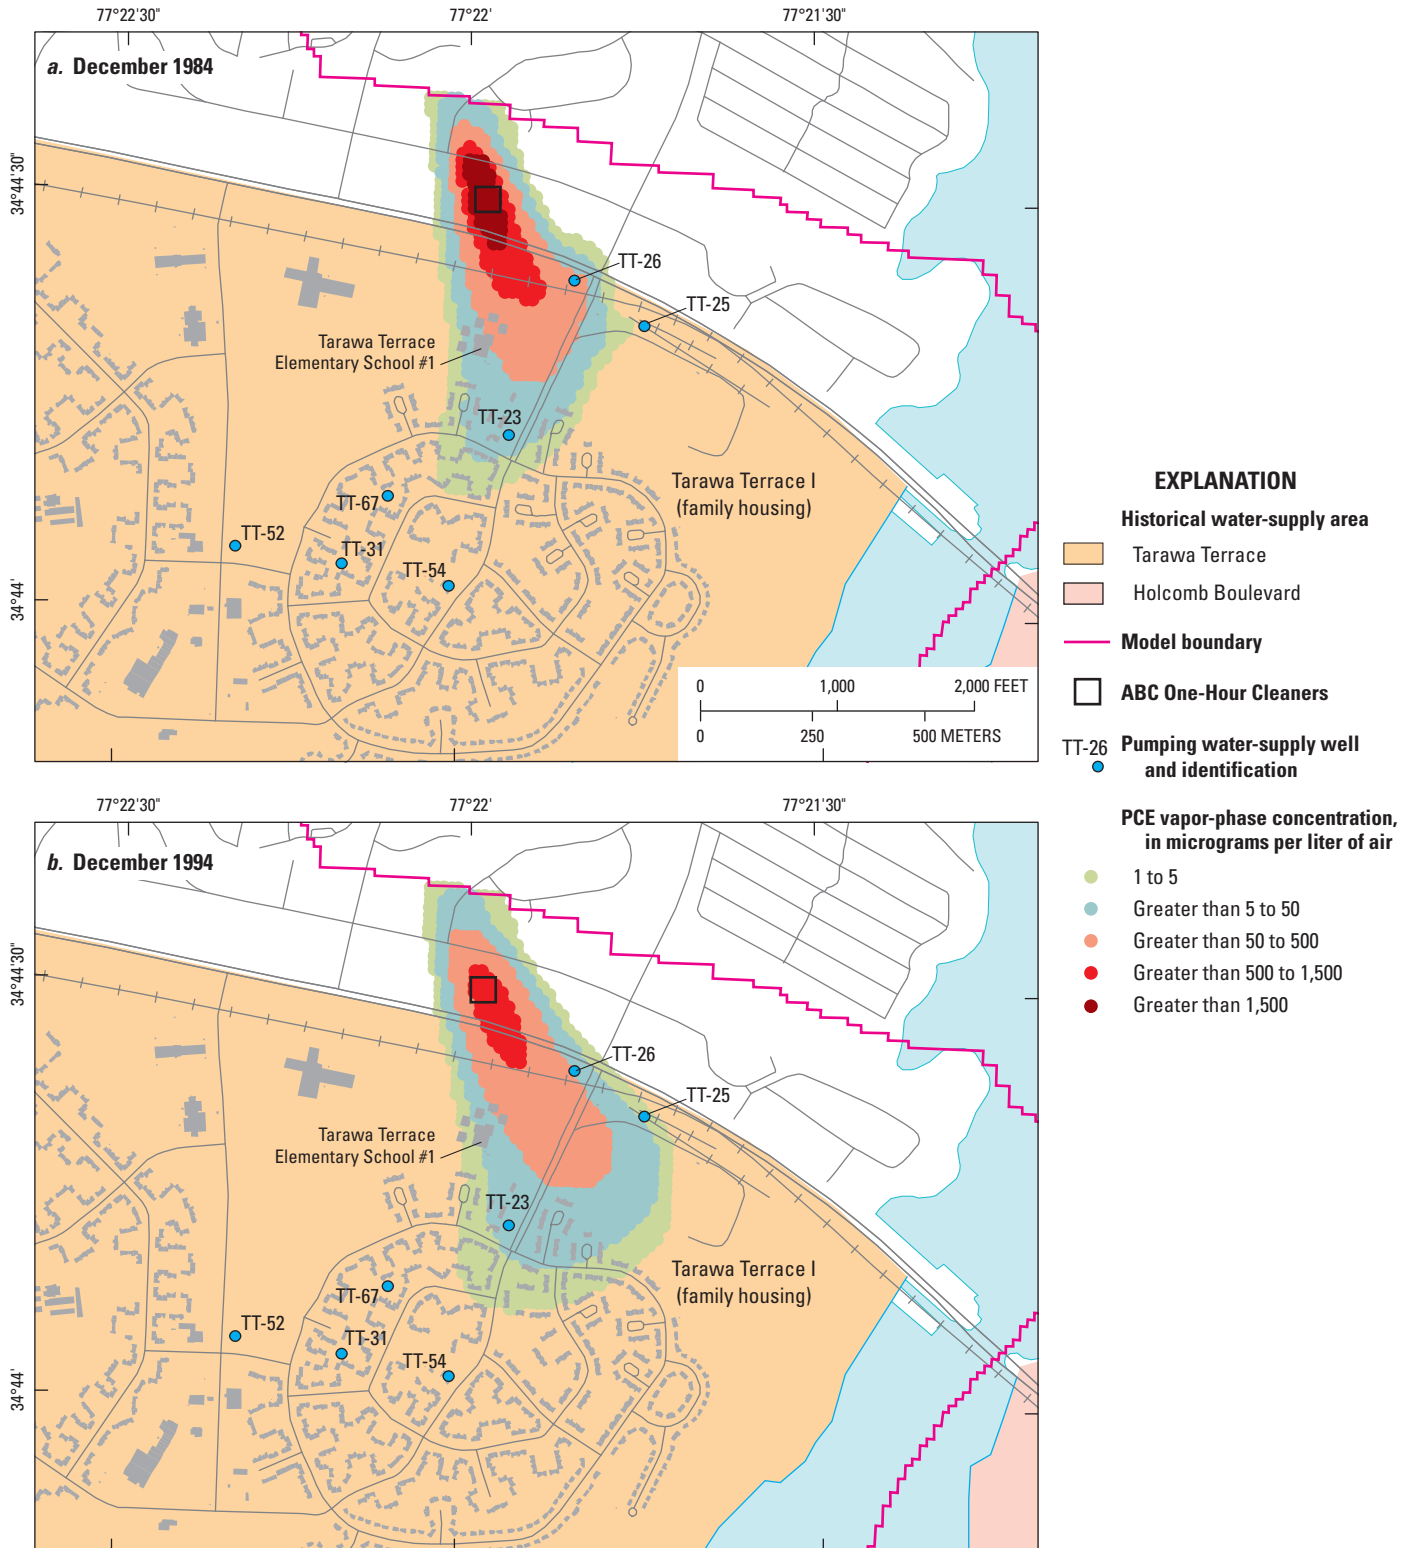 77°22'30"
77°22'
77°21'30"
a. December 1984
34°44'30"
TT-26
TT-25
Tarawa Terrace
Elementary School #1
TT-23
Tarawa Terrace I
(family housing)
TT-67
TT-52
TT-31
TT-54
34°44'
0 1,000 2,000 FEET
0 250 500 METERS
77°22'30"
77°22'
77°21'30"
b. December 1994
34°44'30"
TT-26
TT-25
Tarawa Terrace
Elementary School #1
TT-23
Tarawa Terrace I
(family housing)
TT-67
TT-52
TT-31
TT-54
34°44'
EXPLANATION
Historical water-supply area
Tarawa Terrace
Holcomb Boulevard
Model boundary
ABC One-Hour Cleaners
TT-26 Pumping water-supply well
and identification
PCE vapor-phase concentration,
in micrograms per liter of air
1 to 5
Greater than 5 to 50
Greater than 50 to 500
Greater than 500 to 1,500
Greater than 1,500